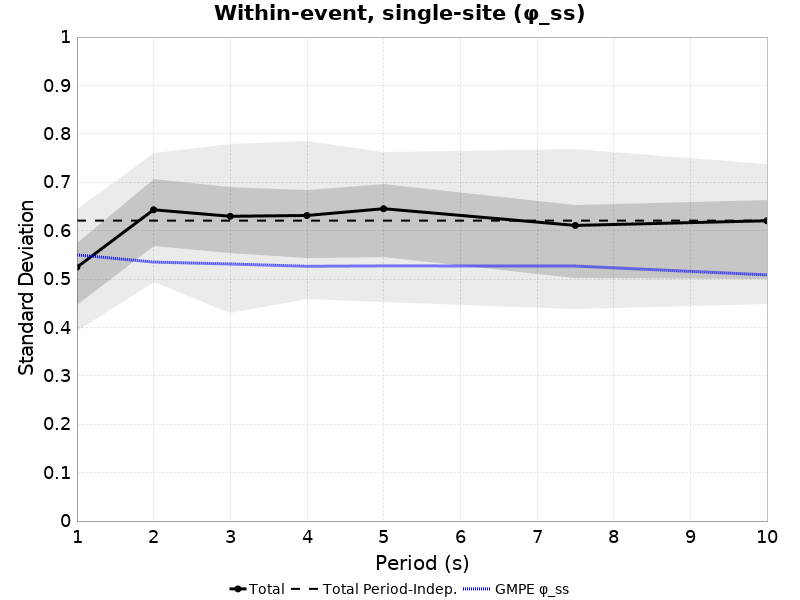 Within-event, single-site (φ_ss)
1
0.9
0.8
0.7
0.6
0.5
0.4
0.3
0.2
0.1
0
Standard Deviation
1 2 3 4 5 6 7 8 9 10
Period (s)
Total Total Period-Indep. GMPE φ_ss